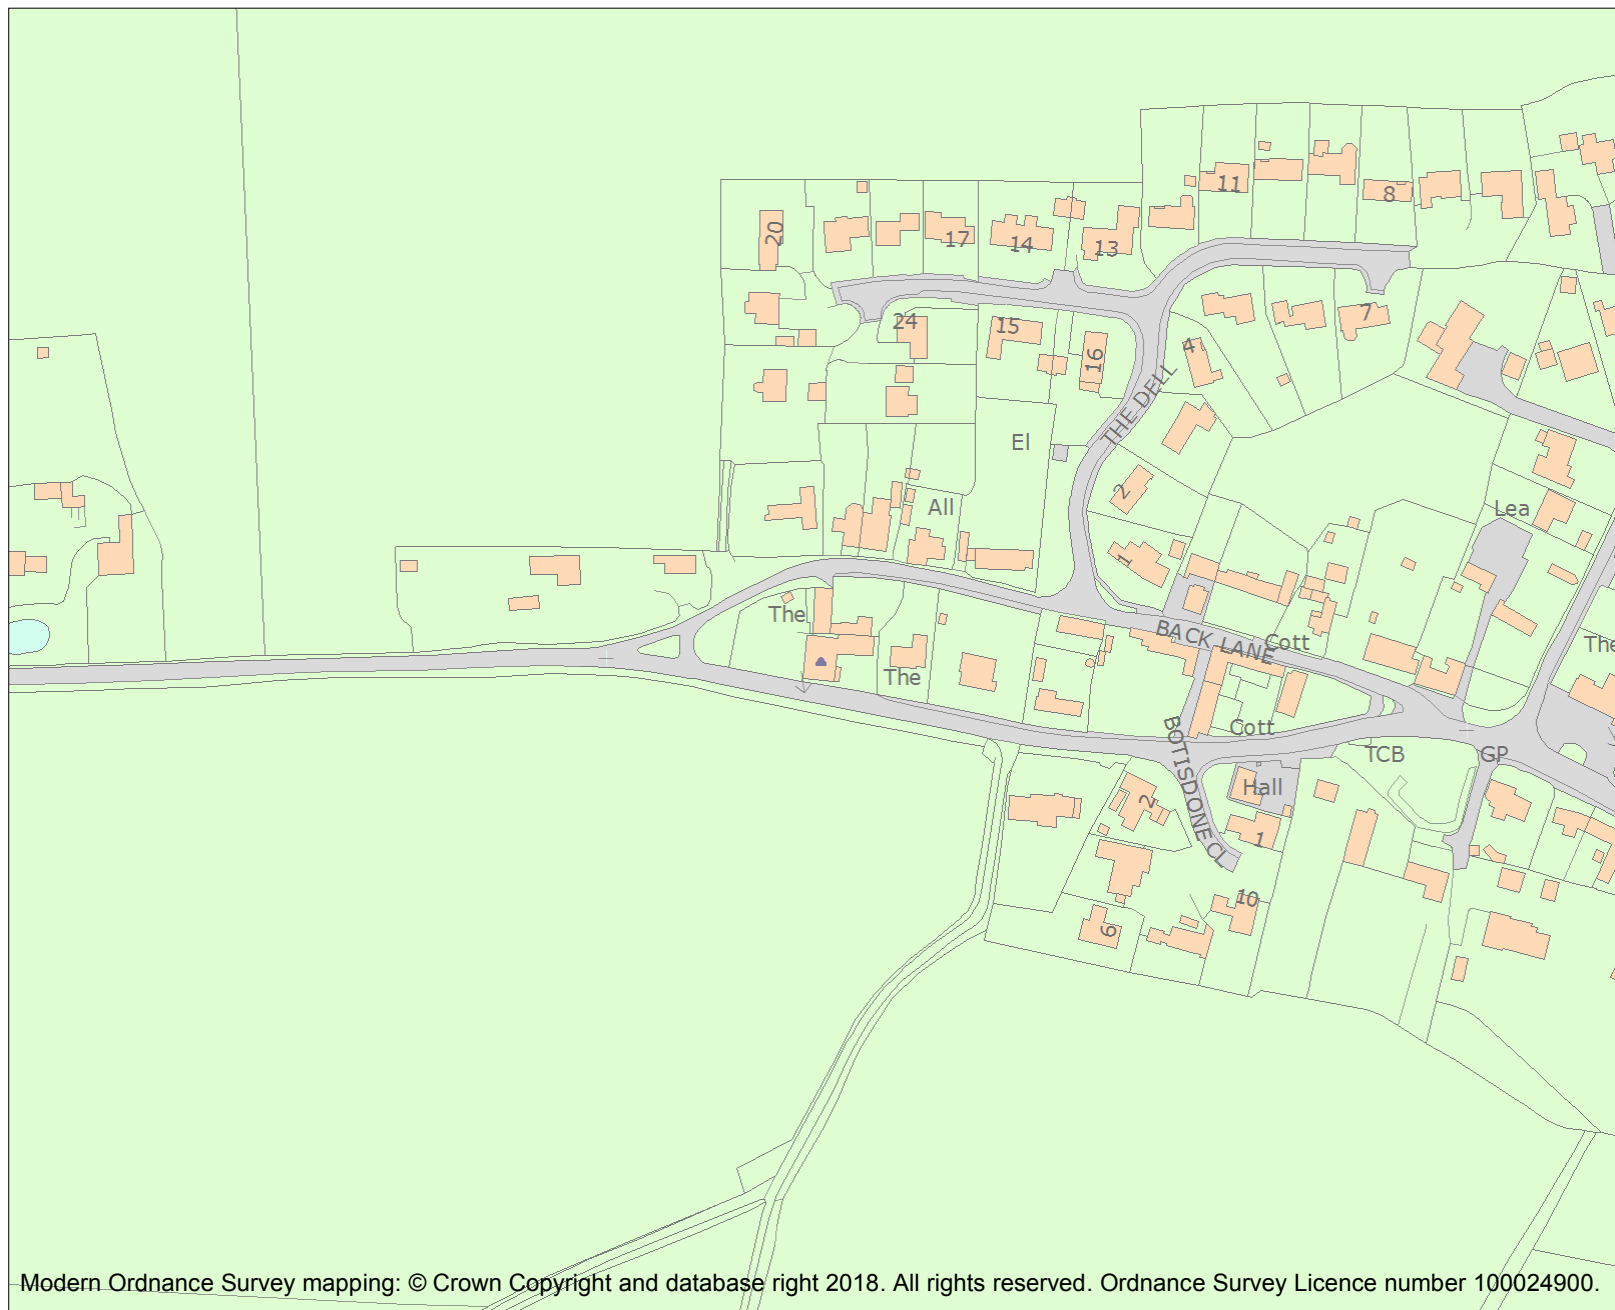 11
8
20
17
14
13
24
15
7
16
4
THE DELL
El
2
All
Lea
1
The
BACK LANE
Cott
The
The
Cott
BOTISDONE CL
TCB
GP
Hall
2
1
10
6
Modern Ordnance Survey mapping: © Crown Copyright and database right 2018. All rights reserved. Ordnance Survey Licence number 100024900.